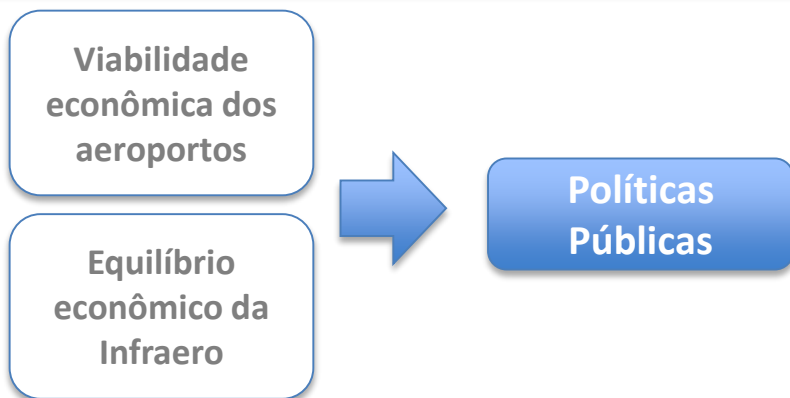 Viabilidade
econômica dos
aeroportos
Equilíbrio
econômico da
Infraero
Políticas
Públicas